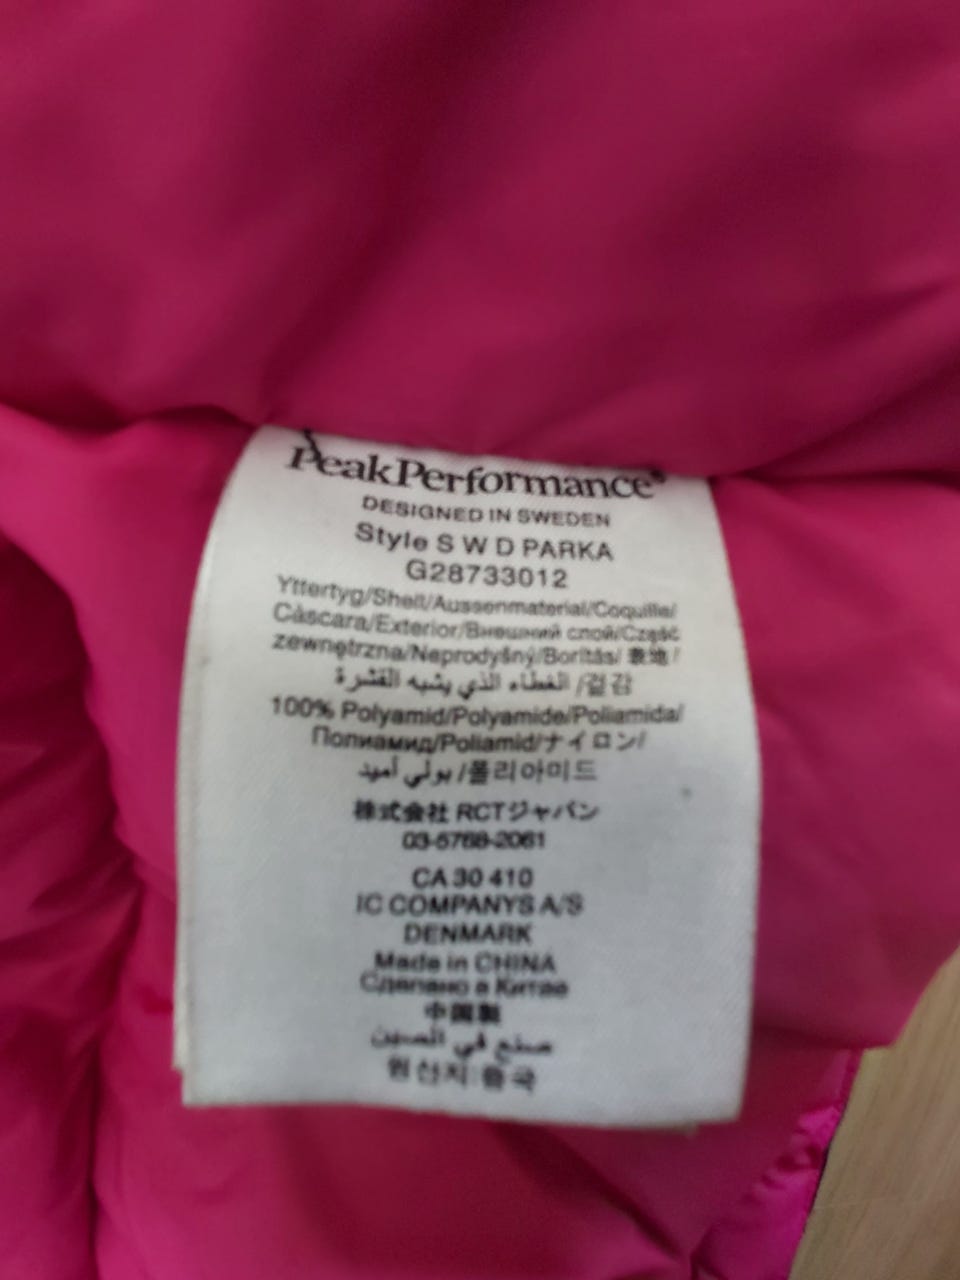 PeakPerformance®
DESIGNED IN SWEDEN
Style S W D PARKA
G28733012
Yttertyg/Shell/Aussenmaterial/Coquille/
Cáscara/Exterior/Внешний слой/Część
zewnętrzna/Neprodyšný/Borítás/ 表地 /
الغطاء الذي يشبه القشرة /겉감
100% Polyamid/Polyamide/Poliamida/
Полиамид/Poliamid/ナイロン/
بولي أميد /폴리아미드
株式会社 RCTジャパン
03-5768-2061
CA 30 410
IC COMPANYS A/S
DENMARK
Made in CHINA
Сделано в Китае
中国製
صنع في الصين
원산지:중국